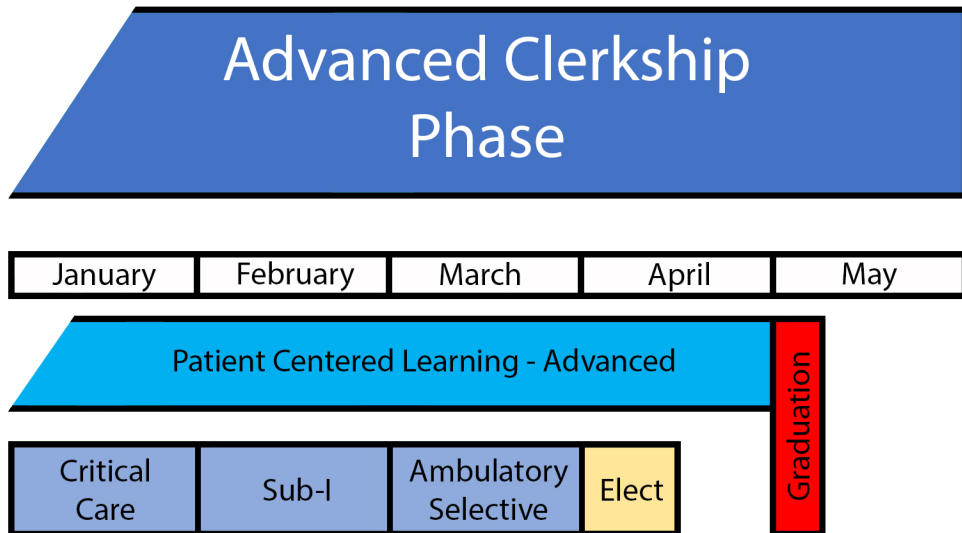 Advanced Clerkship
Phase
January February March April May
Patient Centered Learning - Advanced
Graduation
Critical
Care
Sub-I
Ambulatory
Selective
Elect